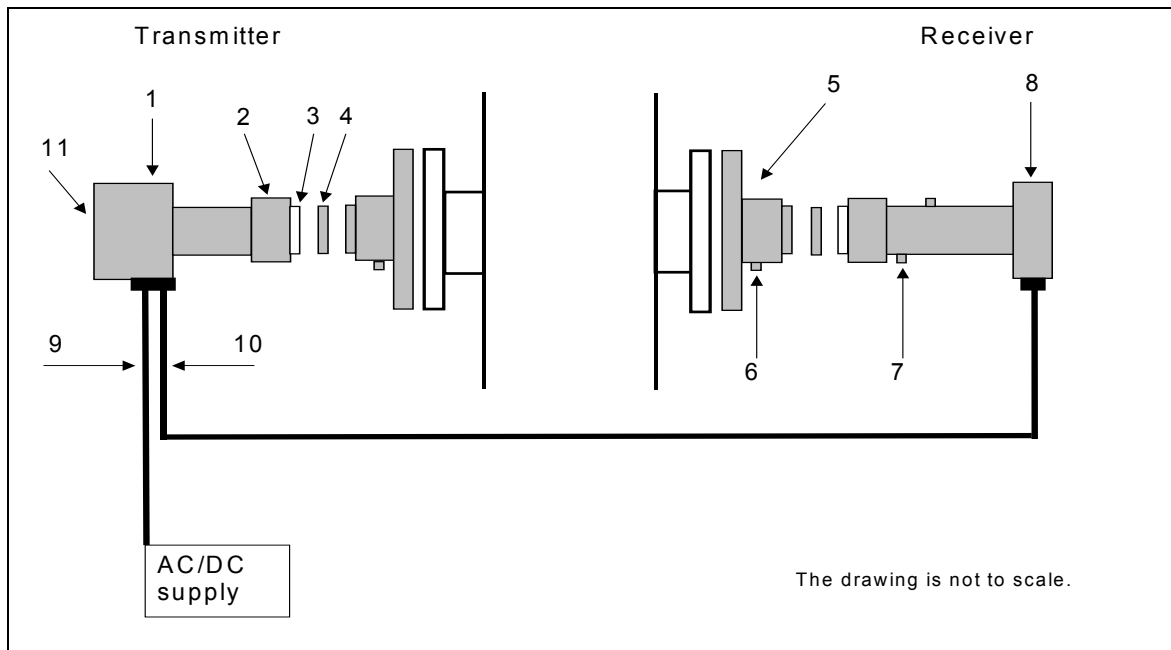 Transmitter
Receiver
1
2
3
4
5
8
11
9
10
6
7
AC/DC
supply
The drawing is not to scale.